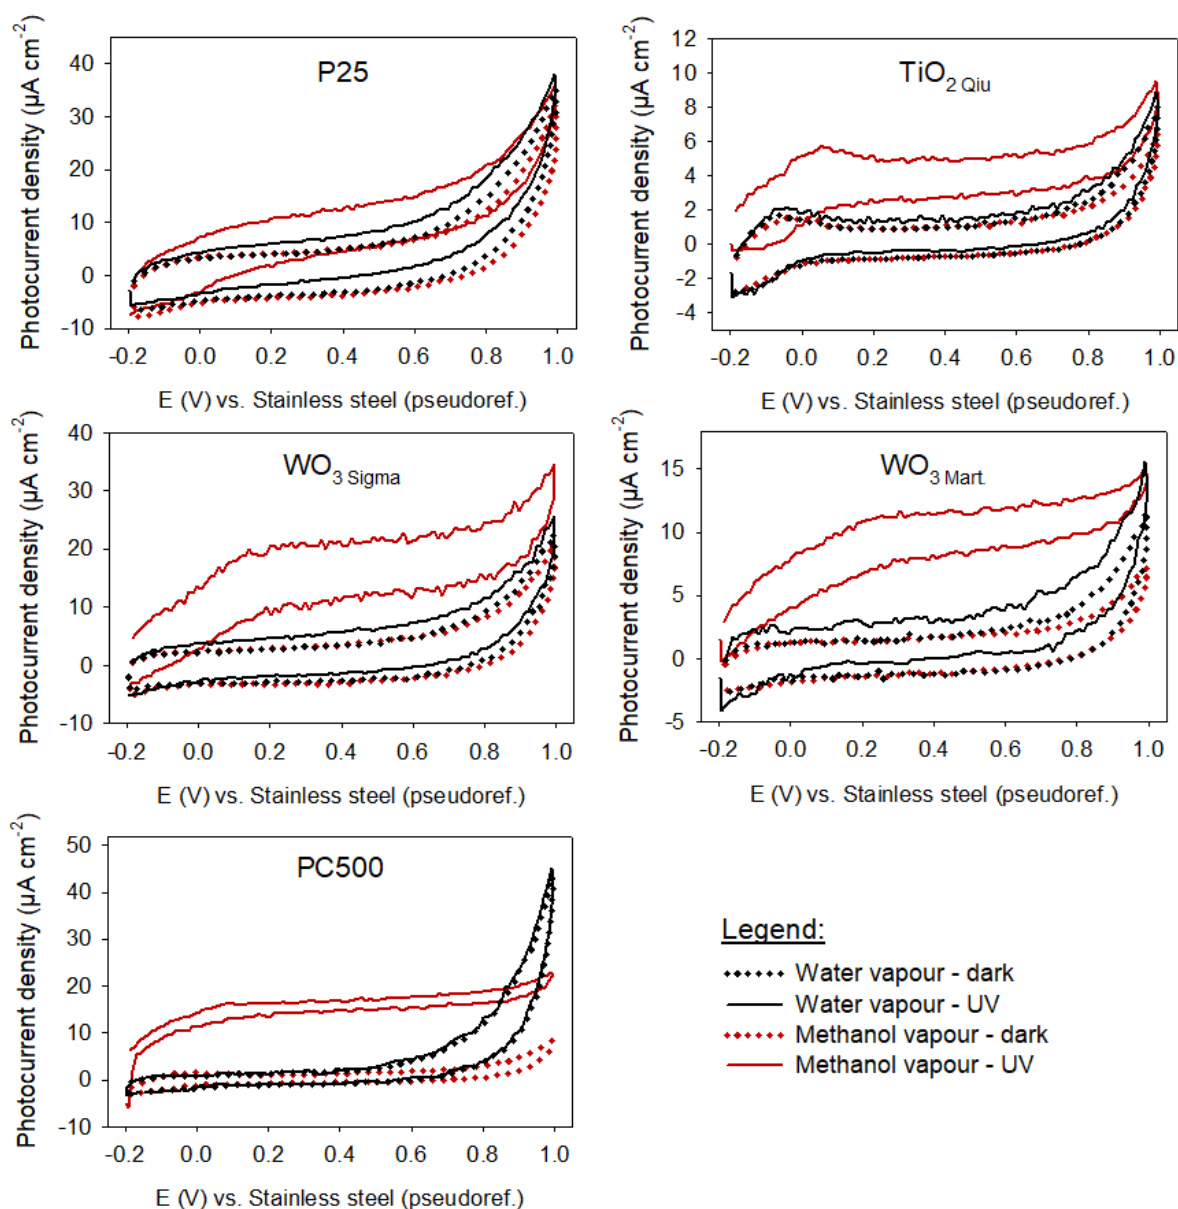 P25
Photocurrent density (µA cm-2)
40
30
20
10
0
-10
-0.2 0.0 0.2 0.4 0.6 0.8 1.0
E (V) vs. Stainless steel (pseudoref.)
TiO2 Qiu
Photocurrent density (µA cm-2)
12
10
8
6
4
2
0
-2
-4
-0.2 0.0 0.2 0.4 0.6 0.8 1.0
E (V) vs. Stainless steel (pseudoref.)
WO3 Sigma
Photocurrent density (µA cm-2)
40
30
20
10
0
-10
-0.2 0.0 0.2 0.4 0.6 0.8 1.0
E (V) vs. Stainless steel (pseudoref.)
WO3 Mart.
Photocurrent density (µA cm-2)
15
10
5
0
-5
-0.2 0.0 0.2 0.4 0.6 0.8 1.0
E (V) vs. Stainless steel (pseudoref.)
PC500
Photocurrent density (µA cm-2)
50
40
30
20
10
0
-10
-0.2 0.0 0.2 0.4 0.6 0.8 1.0
E (V) vs. Stainless steel (pseudoref.)
Legend:
Water vapour - dark
Water vapour - UV
Methanol vapour - dark
Methanol vapour - UV